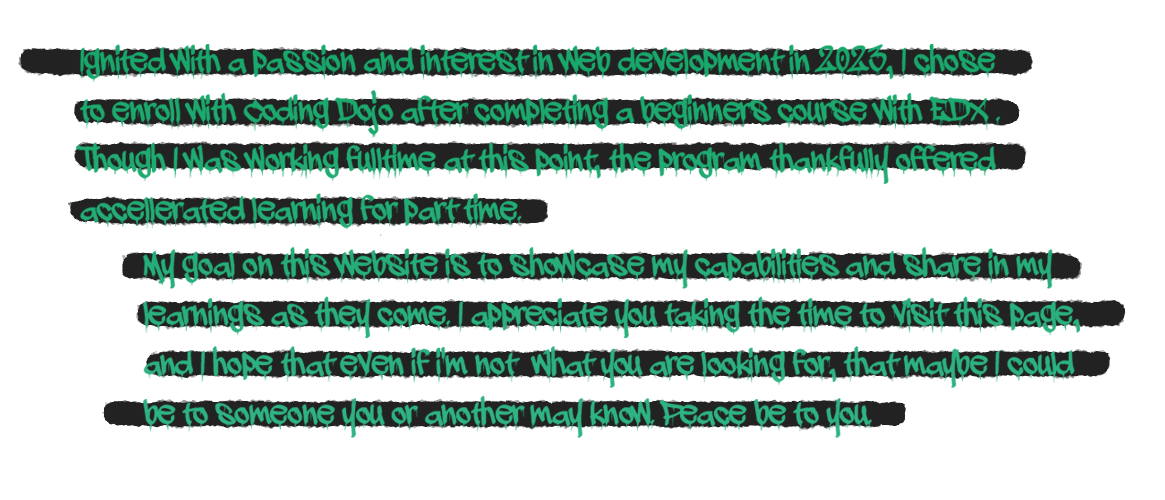 Ignited with a passion and interest in web development in 2023, I chose
to enroll with Coding Dojo after completing a beginners course with EDX .
Though I was working fulltime at this point, the program thankfully offered
accellerated learning for part time.
My goal on this website is to showcase my capabilities and share in my
learnings as they come. I appreciate you taking the time to visit this page,
and I hope that even if i'm not what you are looking for, that maybe I could
be to someone you or another may know. Peace be to you.